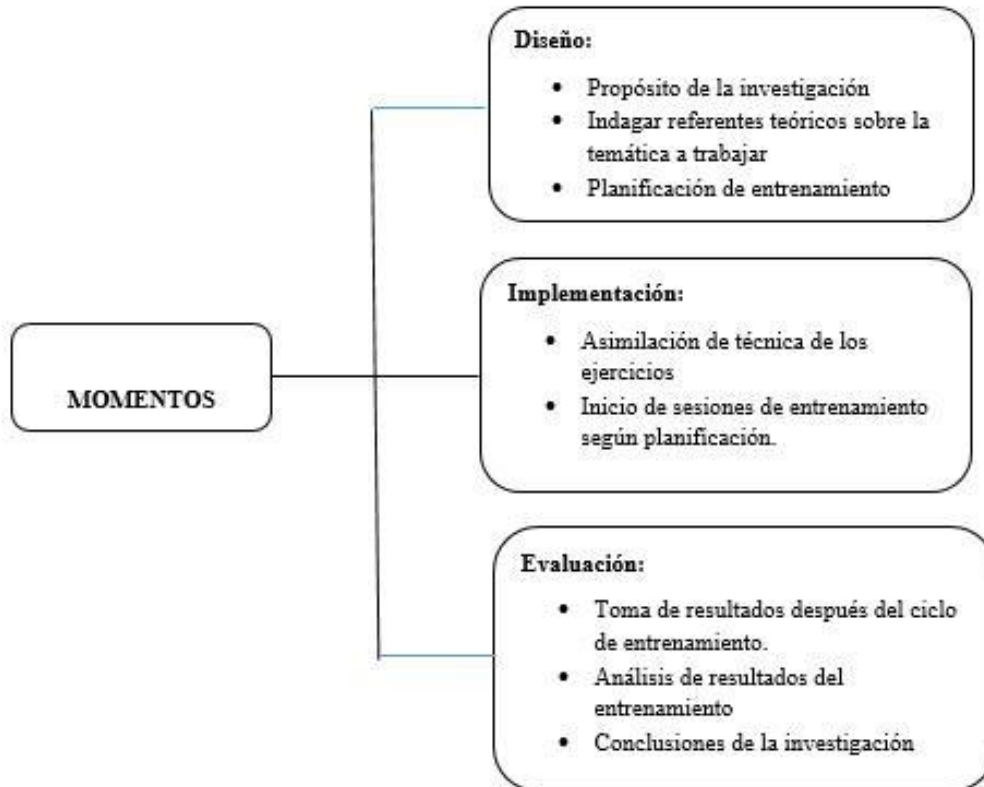 Diseño:
• Propósito de la investigación
• Indagar referentes teóricos sobre la
temática a trabajar
• Planificación de entrenamiento
MOMENTOS
Implementación:
• Asimilación de técnica de los
ejercicios
• Inicio de sesiones de entrenamiento
según planificación.
Evaluación:
• Toma de resultados después del ciclo
de entrenamiento.
• Análisis de resultados del
entrenamiento
• Conclusiones de la investigación